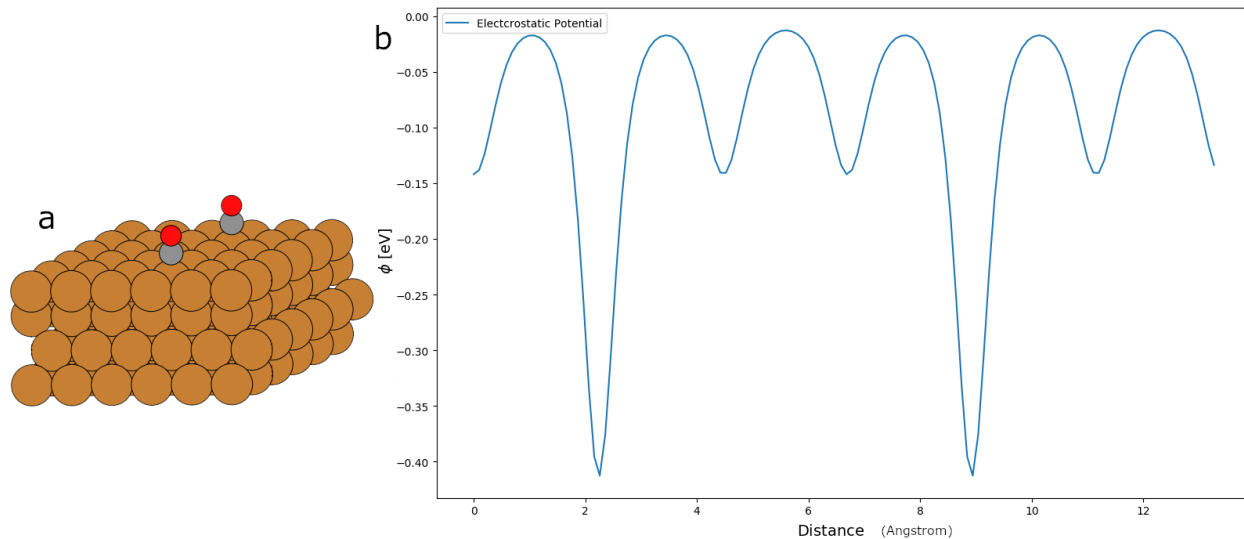 a
b
Electcrostatic Potential
ϕ [eV]
0.00
−0.05
−0.10
−0.15
−0.20
−0.25
−0.30
−0.35
−0.40
0 2 4 6 8 10 12
Distance (Angstrom)